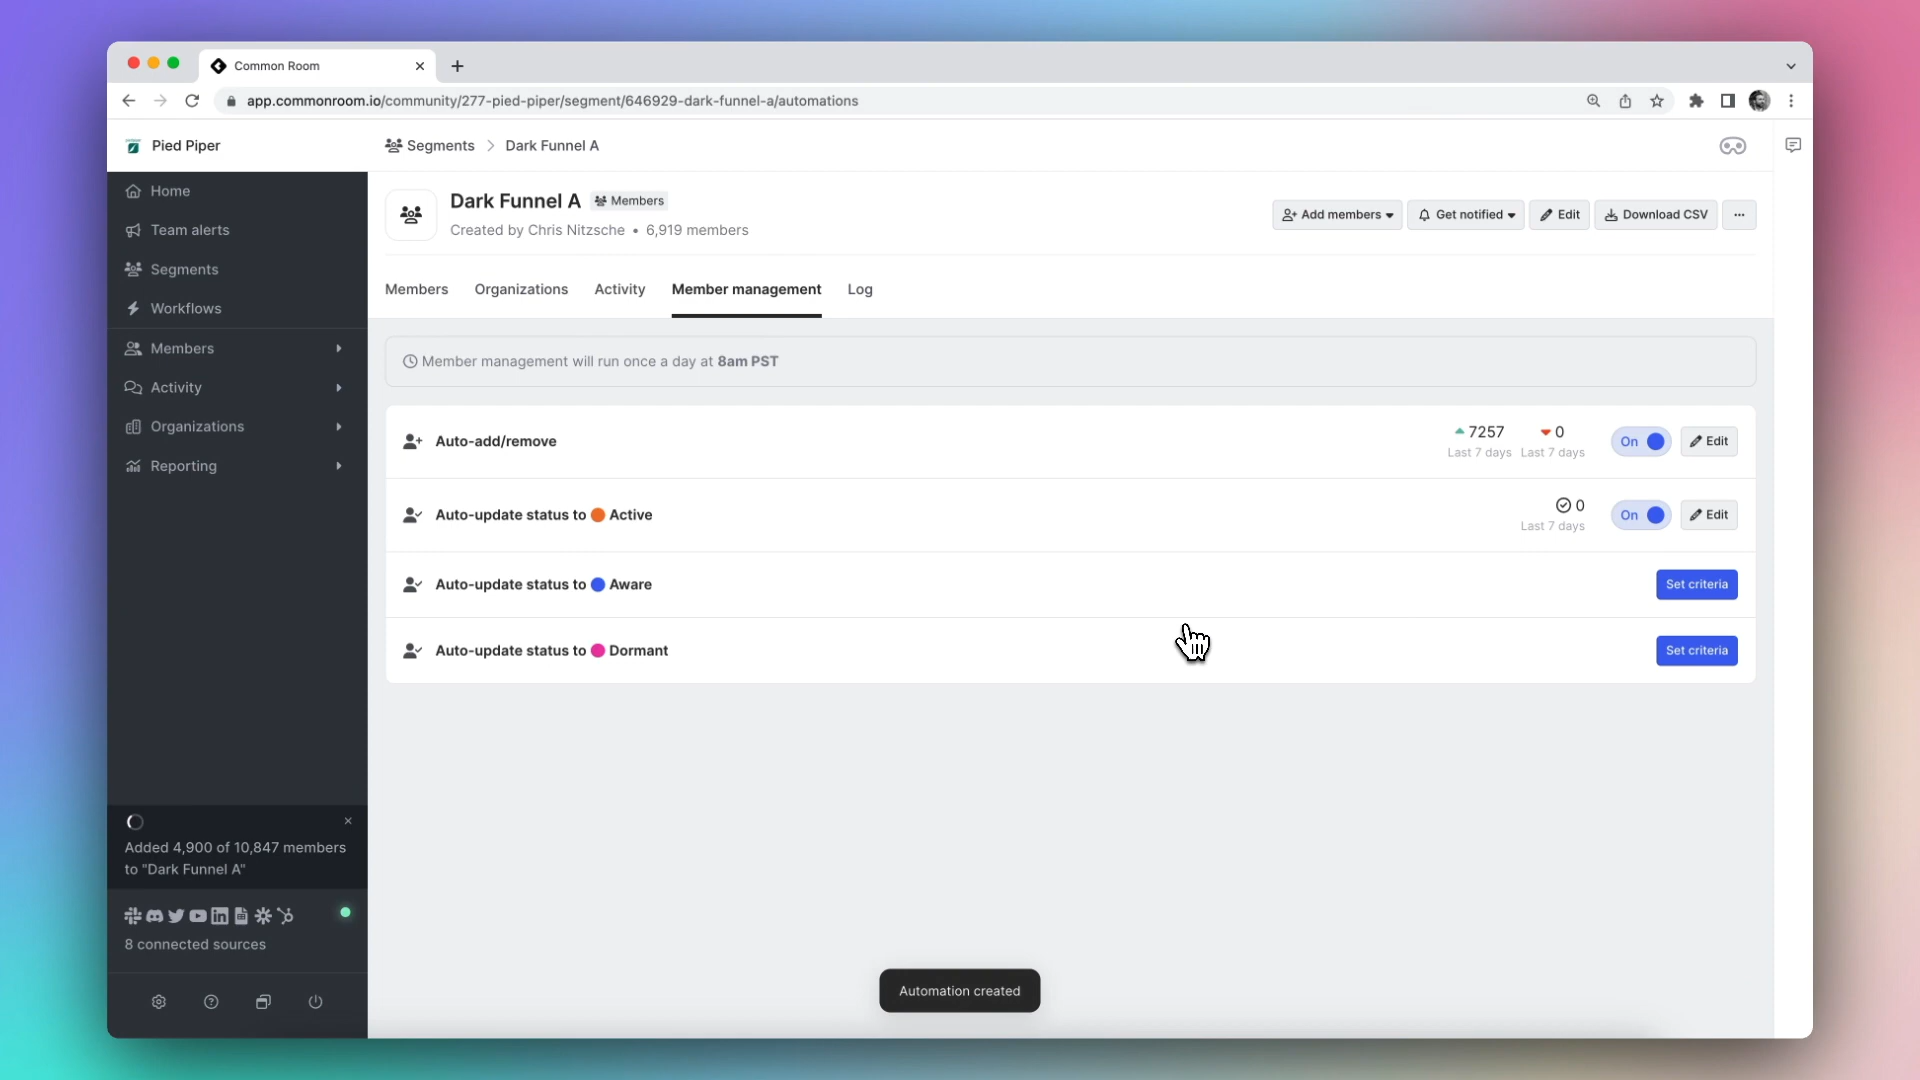 Common Room
app.commonroom.io/community/277-pied-piper/segment/646929-dark-funnel-a/automations
Pied Piper
Segments > Dark Funnel A
Home
Team alerts
Segments
Workflows
Members
Activity
Organizations
Reporting
Dark Funnel A Members
Created by Chris Nitzsche • 6,919 members
Add members Get notified Edit Download CSV ...
Members Organizations Activity Member management Log
Member management will run once a day at 8am PST
Auto-add/remove 7257 0 On Edit
Last 7 days Last 7 days
Auto-update status to Active 0 On Edit
Last 7 days
Auto-update status to Aware Set criteria
Auto-update status to Dormant Set criteria
Added 4,900 of 10,847 members
to "Dark Funnel A"
8 connected sources
Automation created